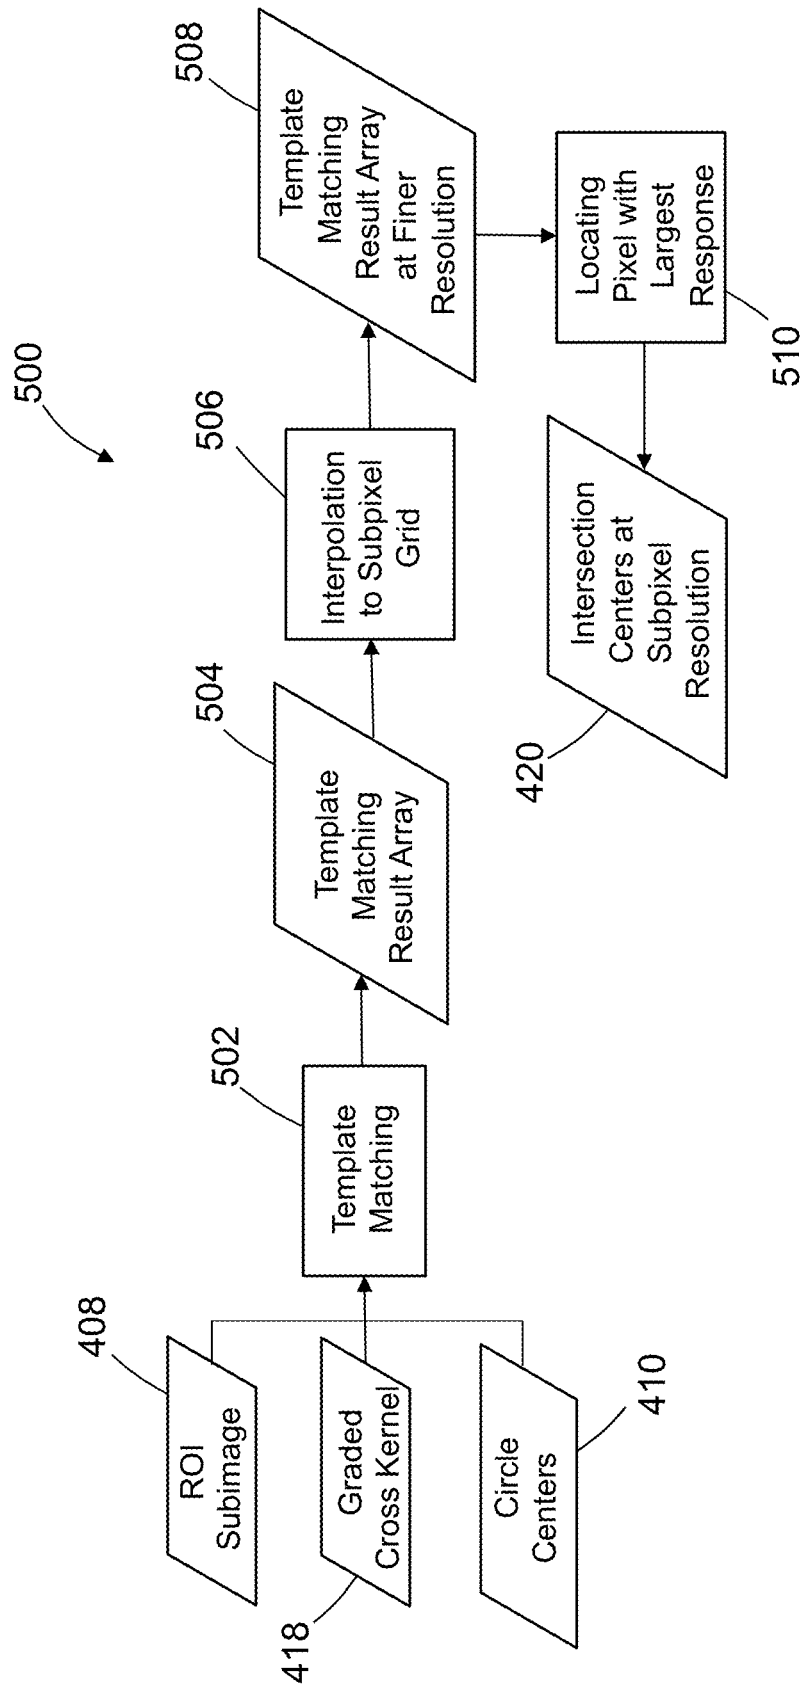 500
408
ROI
Subimage
418
Graded
Cross Kernel
410
Circle
Centers
502
Template
Matching
504
Template
Matching
Result Array
506
Interpolation
to Subpixel
Grid
508
Template
Matching
Result Array
at Finer
Resolution
510
Locating
Pixel with
Largest
Response
420
Intersection
Centers at
Subpixel
Resolution